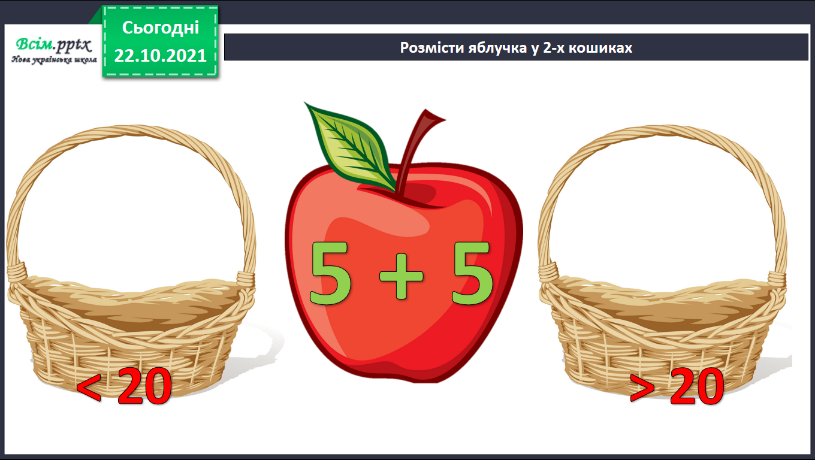 Всім.pptx
Нова українська школа
Сьогодні
22.10.2021
Розмісти яблучка у 2-х кошиках
5 + 5
< 20
> 20